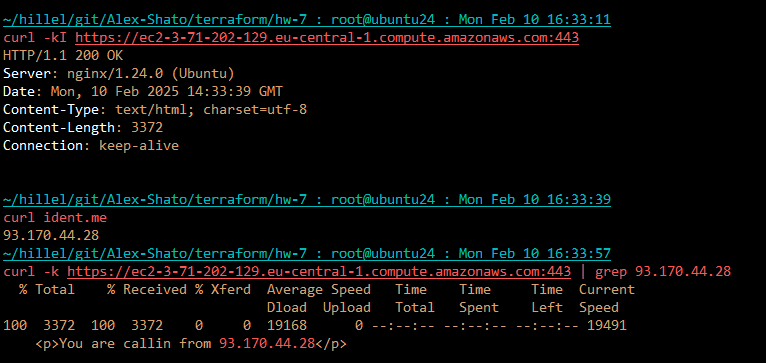 ~/hillel/git/Alex-Shato/terraform/hw-7 : root@ubuntu24 : Mon Feb 10 16:33:11
curl -kI https://ec2-3-71-202-129.eu-central-1.compute.amazonaws.com:443
HTTP/1.1 200 OK
Server: nginx/1.24.0 (Ubuntu)
Date: Mon, 10 Feb 2025 14:33:39 GMT
Content-Type: text/html; charset=utf-8
Content-Length: 3372
Connection: keep-alive
~/hillel/git/Alex-Shato/terraform/hw-7 : root@ubuntu24 : Mon Feb 10 16:33:39
curl ident.me
93.170.44.28
~/hillel/git/Alex-Shato/terraform/hw-7 : root@ubuntu24 : Mon Feb 10 16:33:57
curl -k https://ec2-3-71-202-129.eu-central-1.compute.amazonaws.com:443 | grep 93.170.44.28
  % Total    % Received % Xferd  Average Speed   Time    Time     Time  Current
                                 Dload  Upload   Total   Spent    Left  Speed
100  3372  100  3372    0     0  19168      0 --:--:-- --:--:-- --:--:-- 19491
    <p>You are callin from 93.170.44.28</p>